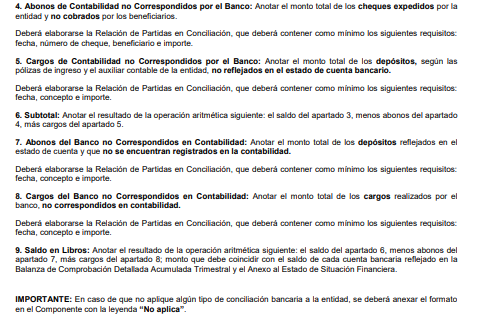 4. Abonos de Contabilidad no Correspondidos por el Banco: Anotar el monto total de los cheques expedidos por la
entidad y no cobrados por los beneficiarios.
Deberá elaborarse la Relación de Partidas en Conciliación, que deberá contener como mínimo los siguientes requisitos:
fecha, número de cheque, beneficiario e importe.
5. Cargos de Contabilidad no Correspondidos por el Banco: Anotar el monto total de los depósitos, según las
pólizas de ingreso y el auxiliar contable de la entidad, no reflejados en el estado de cuenta bancario.
Deberá elaborarse la Relación de Partidas en Conciliación, que deberá contener como mínimo los siguientes requisitos:
fecha, concepto e importe.
6. Subtotal: Anotar el resultado de la operación aritmética siguiente: el saldo del apartado 3, menos abonos del apartado
4, más cargos del apartado 5.
7. Abonos del Banco no Correspondidos en Contabilidad: Anotar el monto total de los depósitos reflejados en el
estado de cuenta y que no se encuentran registrados en la contabilidad.
Deberá elaborarse la Relación de Partidas en Conciliación, que deberá contener como mínimo los siguientes requisitos:
fecha, concepto e importe.
8. Cargos del Banco no Correspondidos en Contabilidad: Anotar el monto total de los cargos realizados por el
banco, no correspondidos en contabilidad.
Deberá elaborarse la Relación de Partidas en Conciliación, que deberá contener como mínimo los siguientes requisitos:
fecha, concepto e importe.
9. Saldo en Libros: Anotar el resultado de la operación aritmética siguiente: el saldo del apartado 6, menos abonos del
apartado 7, más cargos del apartado 8; monto que debe coincidir con el saldo de cada cuenta bancaria reflejado en la
Balanza de Comprobación Detallada Acumulada Trimestral y el Anexo al Estado de Situación Financiera.
IMPORTANTE: En caso de que no aplique algún tipo de conciliación bancaria a la entidad, se deberá anexar el formato
en el Componente con la leyenda “No aplica”.